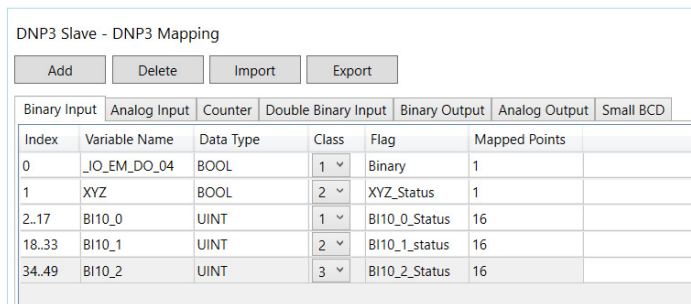 DNP3 Slave - DNP3 Mapping
Add Delete Import Export
Binary Input Analog Input Counter Double Binary Input Binary Output Analog Output Small BCD
Index Variable Name Data Type Class Flag Mapped Points
0 _IO_EM_DO_04 BOOL 1 Binary 1
1 XYZ BOOL 2 XYZ_Status 1
2..17 BI10_0 UINT 1 BI10_0_Status 16
18..33 BI10_1 UINT 2 BI10_1_status 16
34..49 BI10_2 UINT 3 BI10_2_Status 16